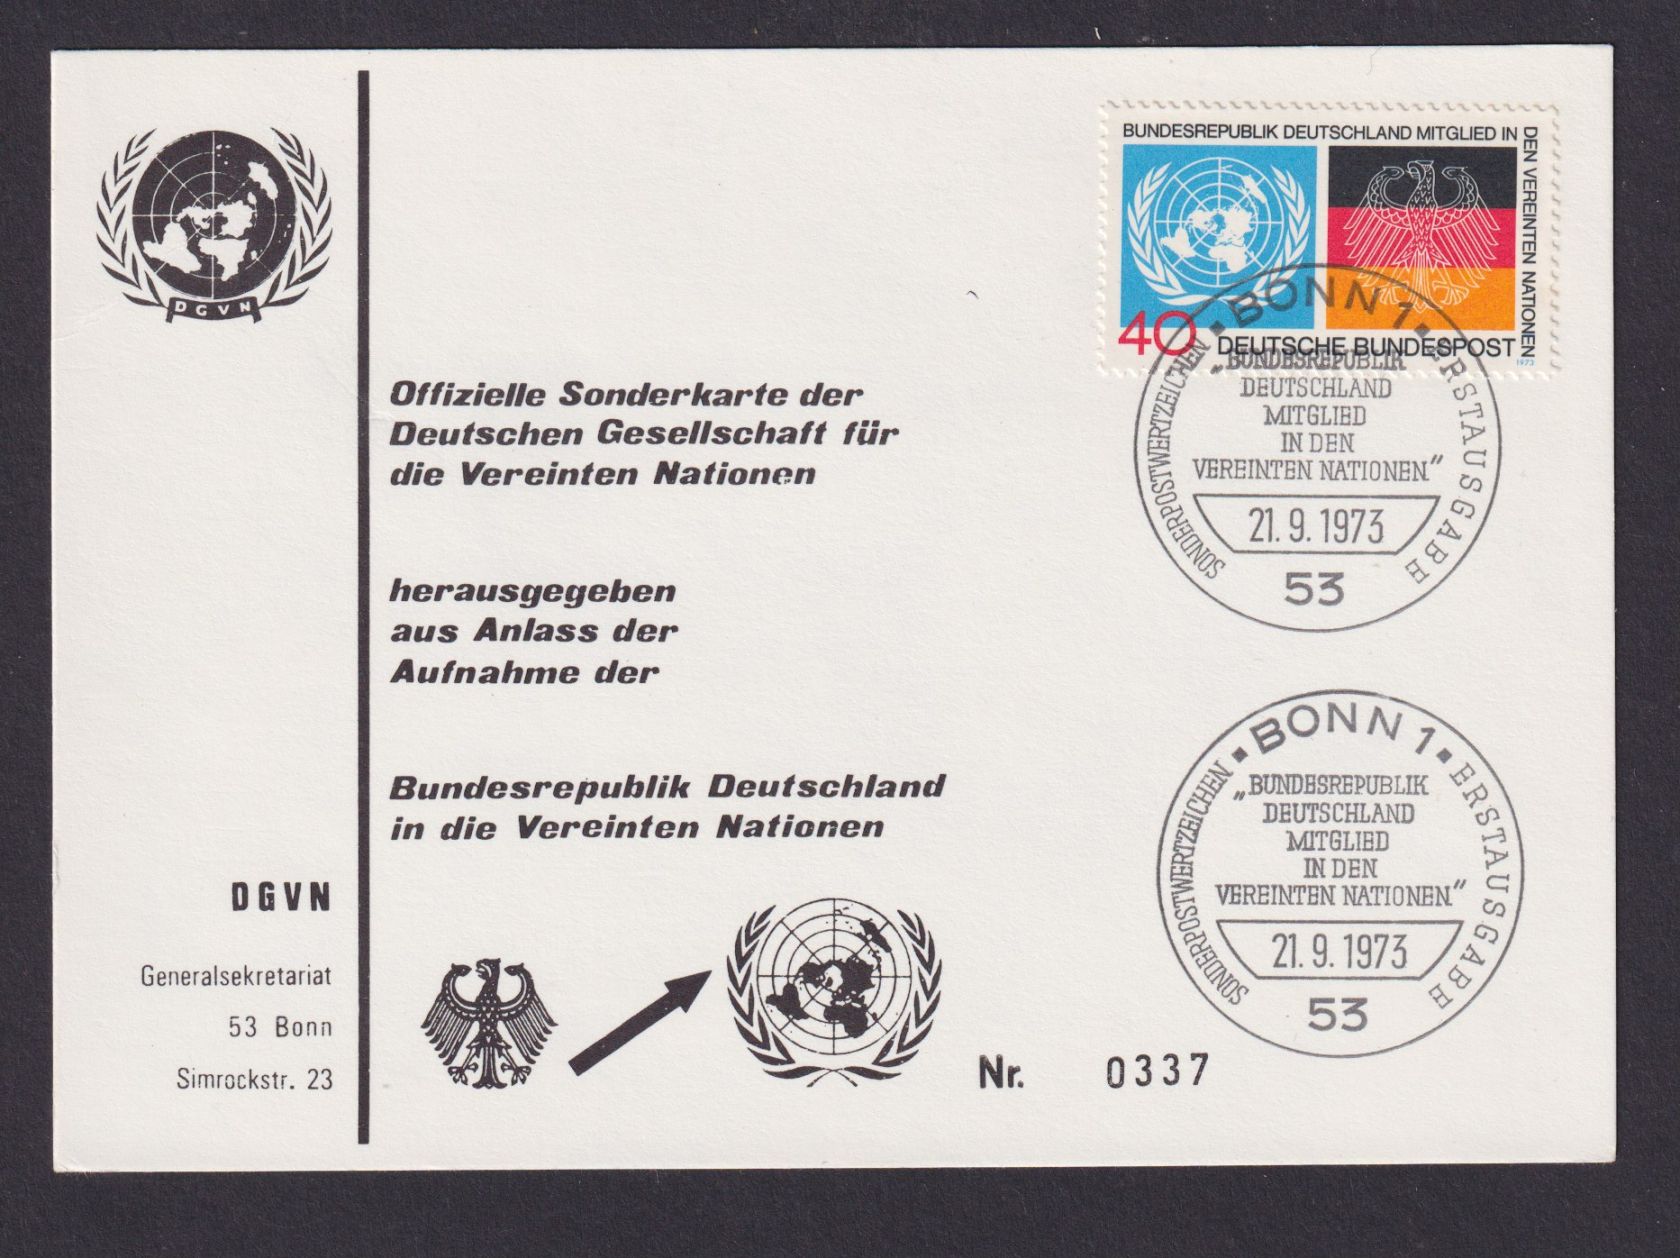 DGVN
Offizielle Sonderkarte der
Deutschen Gesellschaft für
die Vereinten Nationen
herausgegeben
aus Anlass der
Aufnahme der
Bundesrepublik Deutschland
in die Vereinten Nationen
DGVN
Generalsekretariat
53 Bonn
Simrockstr. 23
Nr. 0337
BUNDESREPUBLIK DEUTSCHLAND MITGLIED IN
DEN VEREINTEN NATIONEN
40
DEUTSCHE BUNDESPOST
1973
BONN 1
SONDERPOSTWERTZEICHEN
ERSTAUSGABE
„BUNDESREPUBLIK
DEUTSCHLAND
MITGLIED
IN DEN
VEREINTEN NATIONEN"
21.9.1973
53
BONN 1
SONDERPOSTWERTZEICHEN
ERSTAUSGABE
„BUNDESREPUBLIK
DEUTSCHLAND
MITGLIED
IN DEN
VEREINTEN NATIONEN"
21.9.1973
53